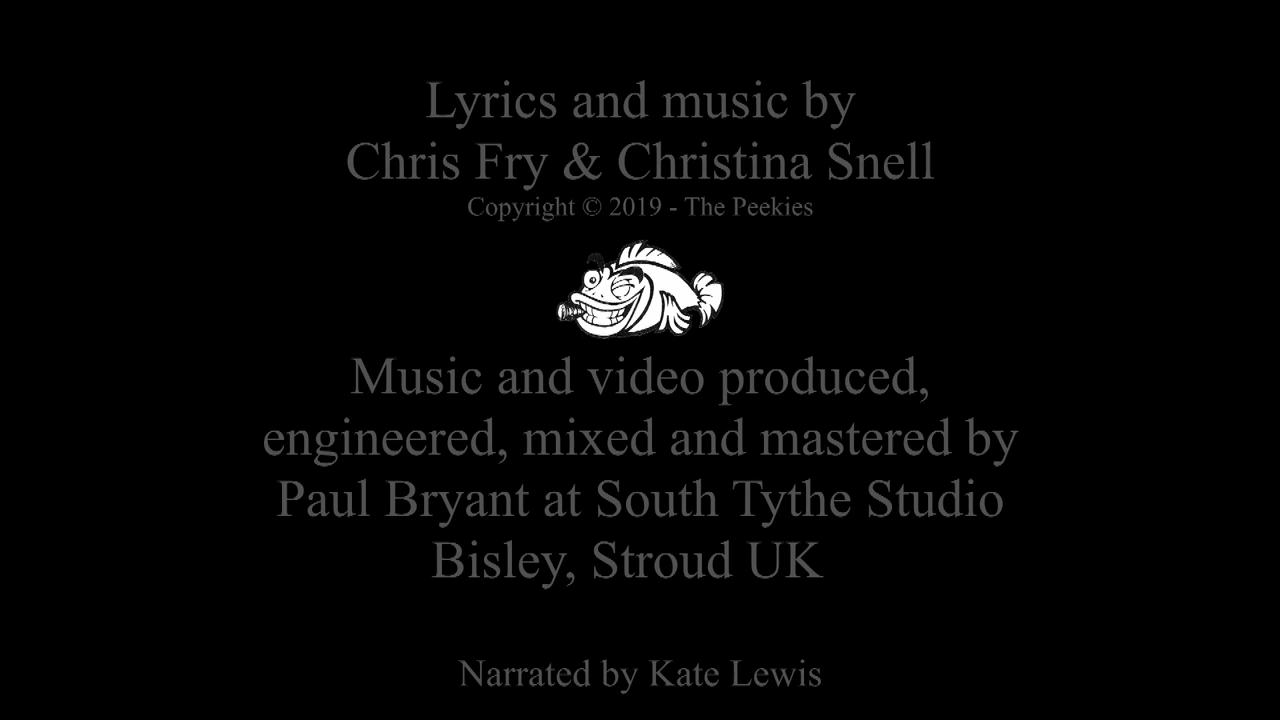 Lyrics and music by
Chris Fry & Christina Snell
Copyright © 2019 - The Peekies
Music and video produced,
engineered, mixed and mastered by
Paul Bryant at South Tythe Studio
Bisley, Stroud UK
Narrated by Kate Lewis